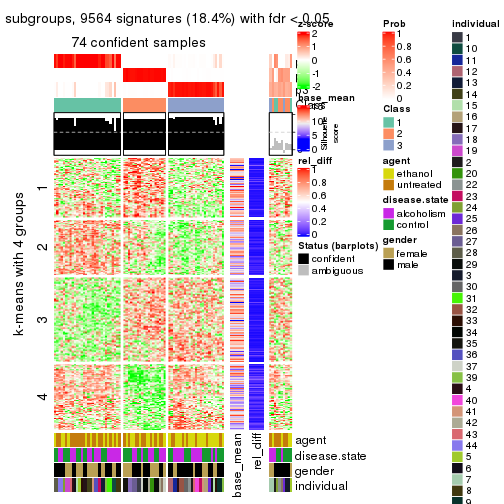 subgroups, 9564 signatures (18.4%) with fdr < 0.05
74 confident samples
k-means with 4 groups
1
2
3
4
p3
Class
Silhouette
score
base_mean
rel_diff
agent
disease.state
gender
individual
z-score
2
1
0
-1
-2
base_mean
15
10
5
0
rel_diff
1
0.8
0.6
0.4
0.2
0
Status (barplots)
confident
ambiguous
Prob
1
0.8
0.6
0.4
0.2
0
Class
1
2
3
agent
ethanol
untreated
disease.state
alcoholism
control
gender
female
male
individual
1
10
11
12
13
14
15
16
17
18
19
2
20
22
23
24
25
26
27
28
29
3
30
31
32
33
34
35
36
37
39
4
40
41
42
43
44
5
6
7
8
9